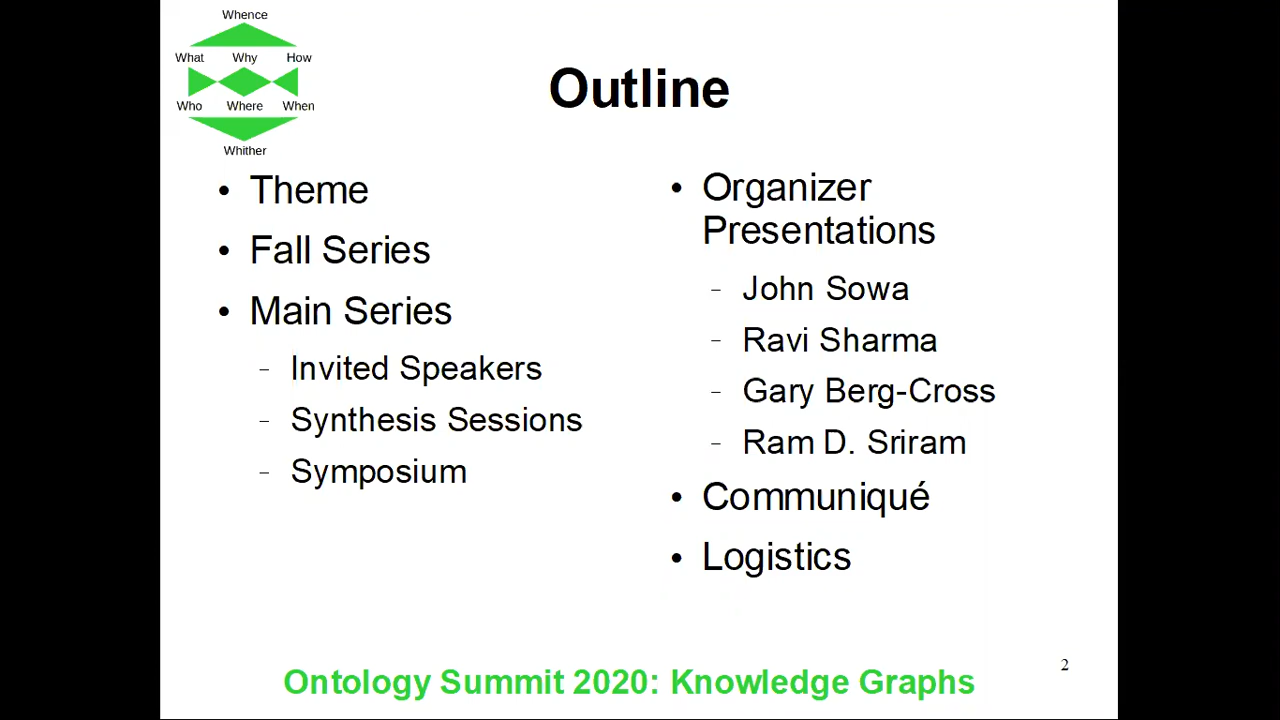 Whence
What Why How
Who Where When
Whither
Outline
• Theme
• Fall Series
• Main Series
– Invited Speakers
– Synthesis Sessions
– Symposium
• Organizer
Presentations
– John Sowa
– Ravi Sharma
– Gary Berg-Cross
– Ram D. Sriram
• Communiqué
• Logistics
Ontology Summit 2020: Knowledge Graphs
2